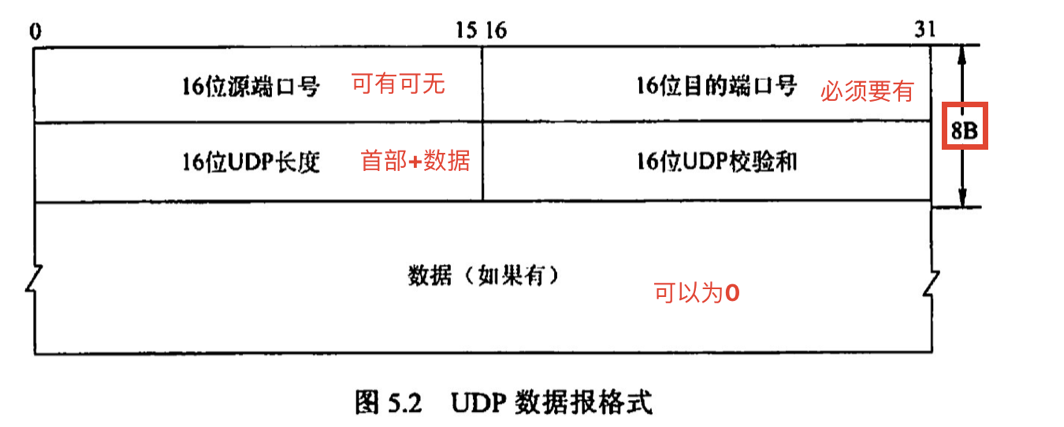 0 15 16 31
16位源端口号 可有可无 16位目的端口号 必须要有
8B
16位UDP长度 首部+数据 16位UDP校验和
数据（如果有）
可以为0
图 5.2 UDP 数据报格式